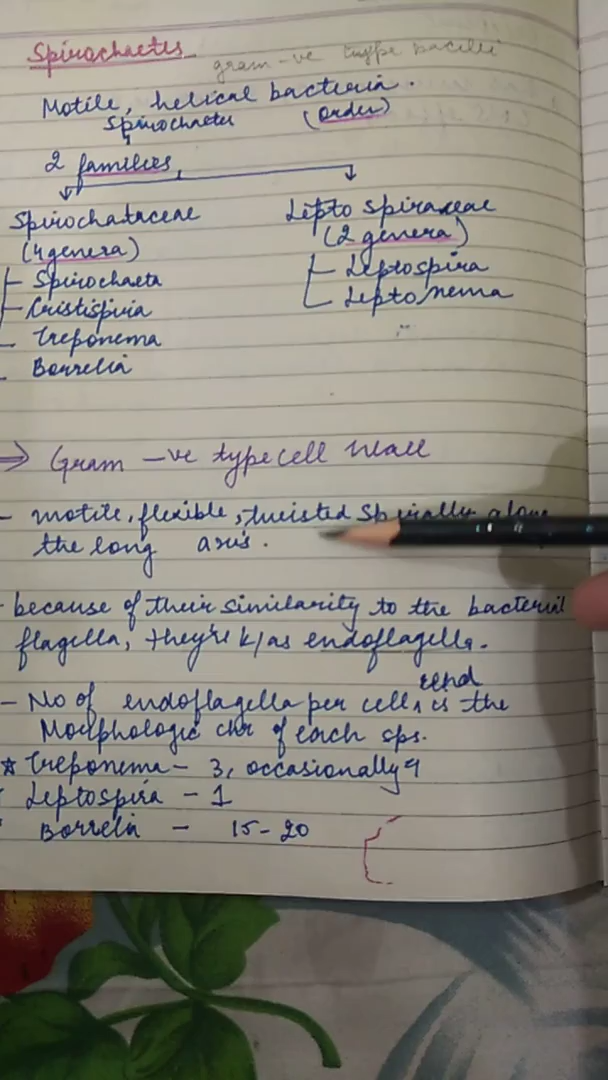 Spirochaetes gram -ve type bacilli
Motile, helical bacteria.
Spirochaetes (order)
2 families,
Spirochataceae Lepto spiraceae
(4 genera) (2 genera)
Spirochaeta Leptospira
Cristispiria Leptonema
Treponema
Borrelia
⇒ Gram -ve type cell wall
- motile, flexible, twisted spirally along
the long axis.
- because of their similarity to the bacterial
flagella, they're k/as endoflagella.
- No of endoflagella per cell end is the
Morphologic chr of each sps.
☆ Treponema - 3, occasionally 4
Leptospira - 1
Borrelia - 15-20